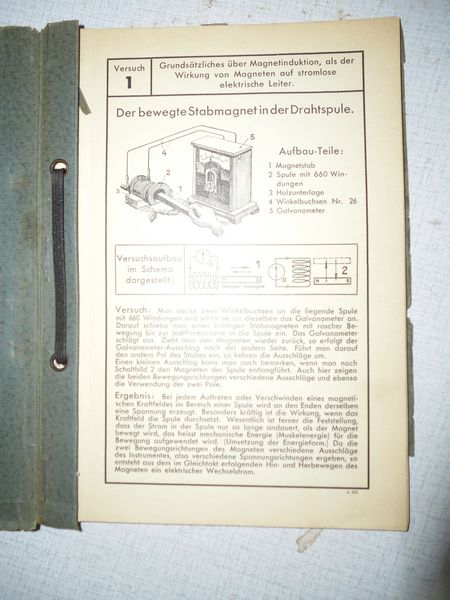 Versuch
1
Grundsätzliches über Magnetinduktion, als der
Wirkung von Magneten auf stromlose
elektrische Leiter.
Der bewegte Stabmagnet in der Drahtspule.
5
4
2
3
1
Aufbau-Teile:
1 Magnetstab
2 Spule mit 660 Win-
dungen
3 Holzunterlage
4 Winkelbuchsen Nr. 26
5 Galvanometer
Versuchsaufbau
im Schema
dargestellt.
1
2
N S
Versuch: Man stecke zwei Winkelbuchsen an die liegende Spule
mit 660 Windungen und schliesse an dieselben das Galvanometer an.
Darauf schiebe man einen kräftigen Stabmagneten mit rascher Be-
wegung bis zur Indifferenzzone in die Spule ein. Das Galvanometer
schlägt aus. Zieht man den Magneten wieder zurück, so erfolgt der
Galvanometer-Ausschlag nach der andern Seite. Führt man darauf
den andern Pol des Stabes ein, so kehren die Ausschläge um.
Einen kleinen Ausschlag kann man auch bemerken, wenn man nach
Schaltbild 2 den Magneten der Spule entlangführt. Auch hier zeigen
die beiden Bewegungsrichtungen verschiedene Ausschläge und ebenso
die Verwendung der zwei Pole.
Ergebnis: Bei jedem Auftreten oder Verschwinden eines magneti-
schen Kraftfeldes im Bereich einer Spule wird an den Enden derselben
eine Spannung erzeugt. Besonders kräftig ist die Wirkung, wenn das
Kraftfeld die Spule durchsetzt. Wesentlich ist ferner die Feststellung,
dass der Strom in der Spule nur so lange andauert, als der Magnet
bewegt wird, das heisst mechanische Energie (Muskelenergie) für die
Bewegung aufgewendet wird. (Umsetzung der Energieform.) Da die
zwei Bewegungsrichtungen des Magneten verschiedene Ausschläge
des Instrumentes, also verschiedene Spannungsrichtungen ergeben, so
entsteht aus dem im Gleichtakt erfolgenden Hin- und Herbewegen des
Magneten ein elektrischer Wechselstrom.